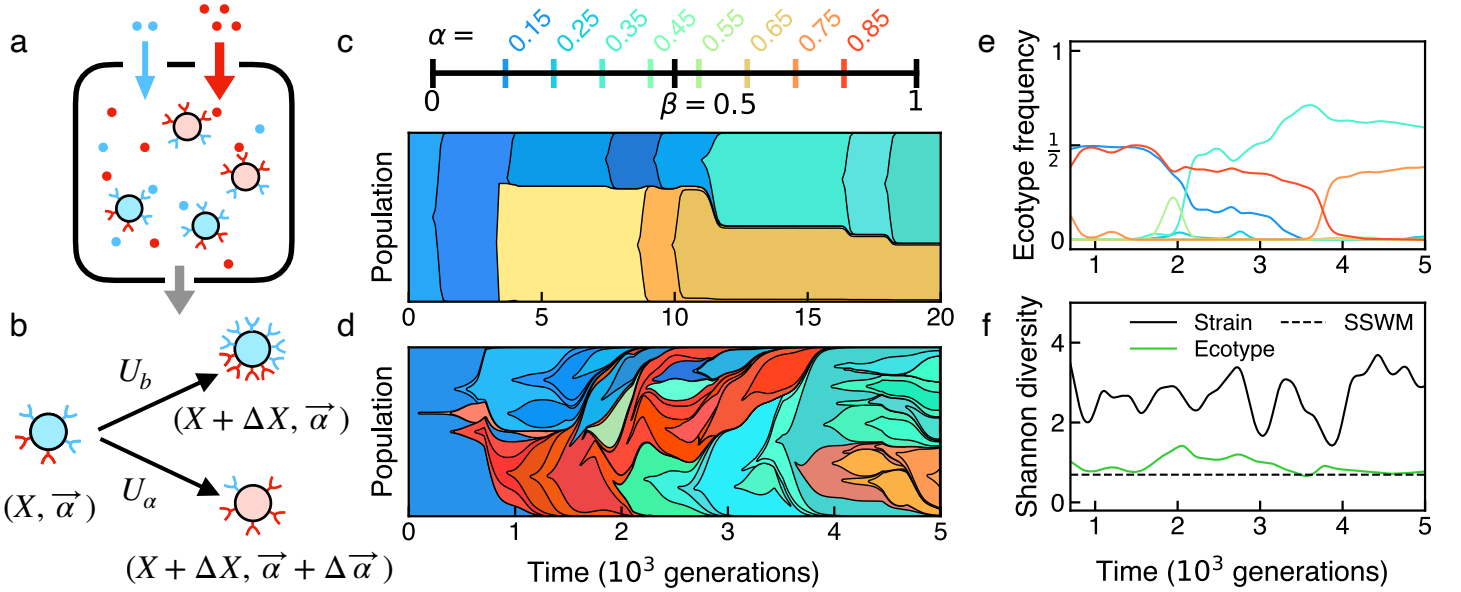 a
b
U_b
(X + ΔX, α⃗)
(X, α⃗)
U_α
(X + ΔX, α⃗ + Δα⃗)
c
α =
0.15
0.25
0.35
0.45
0.55
0.65
0.75
0.85
0
β = 0.5
1
Population
0
5
10
15
20
d
Population
0
1
2
3
4
5
Time (10³ generations)
e
Ecotype frequency
1
1/2
0
1
2
3
4
5
f
Shannon diversity
4
2
0
Strain
SSWM
Ecotype
1
2
3
4
5
Time (10³ generations)